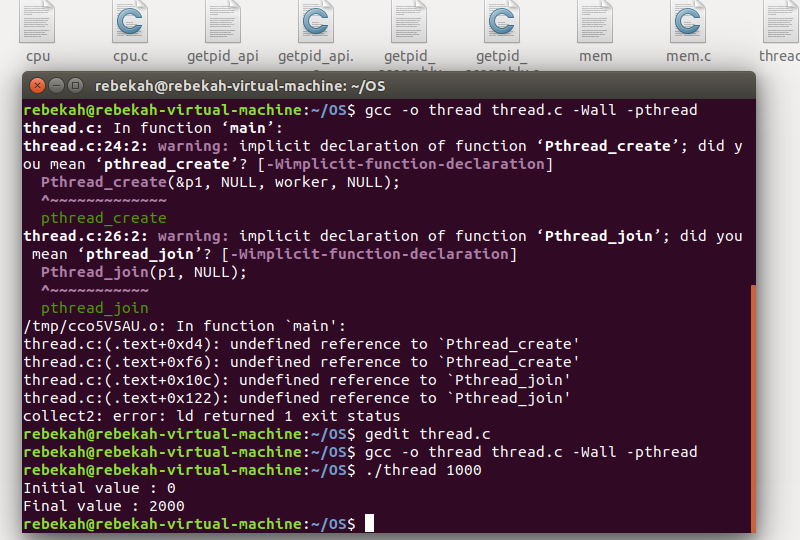 cpu cpu.c getpid_api getpid_api. getpid_ getpid_ mem mem.c thread
rebekah@rebekah-virtual-machine: ~/OS
rebekah@rebekah-virtual-machine:~/OS$ gcc -o thread thread.c -Wall -pthread
thread.c: In function ‘main’:
thread.c:24:2: warning: implicit declaration of function ‘Pthread_create’; did y
ou mean ‘pthread_create’? [-Wimplicit-function-declaration]
Pthread_create(&p1, NULL, worker, NULL);
^~~~~~~~~~~~~~
pthread_create
thread.c:26:2: warning: implicit declaration of function ‘Pthread_join’; did you
mean ‘pthread_join’? [-Wimplicit-function-declaration]
Pthread_join(p1, NULL);
^~~~~~~~~~~~
pthread_join
/tmp/cco5V5AU.o: In function `main':
thread.c:(.text+0xd4): undefined reference to `Pthread_create'
thread.c:(.text+0xf6): undefined reference to `Pthread_create'
thread.c:(.text+0x10c): undefined reference to `Pthread_join'
thread.c:(.text+0x122): undefined reference to `Pthread_join'
collect2: error: ld returned 1 exit status
rebekah@rebekah-virtual-machine:~/OS$ gedit thread.c
rebekah@rebekah-virtual-machine:~/OS$ gcc -o thread thread.c -Wall -pthread
rebekah@rebekah-virtual-machine:~/OS$ ./thread 1000
Initial value : 0
Final value : 2000
rebekah@rebekah-virtual-machine:~/OS$